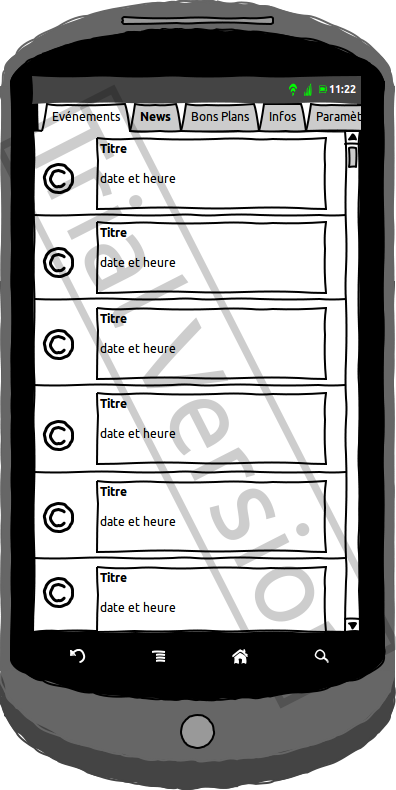 11:22
Evénements News Bons Plans Infos Paramèt
Titre
date et heure
©
Titre
date et heure
©
Titre
date et heure
©
Titre
date et heure
©
Titre
date et heure
©
Titre
date et heure
©
Trial Version